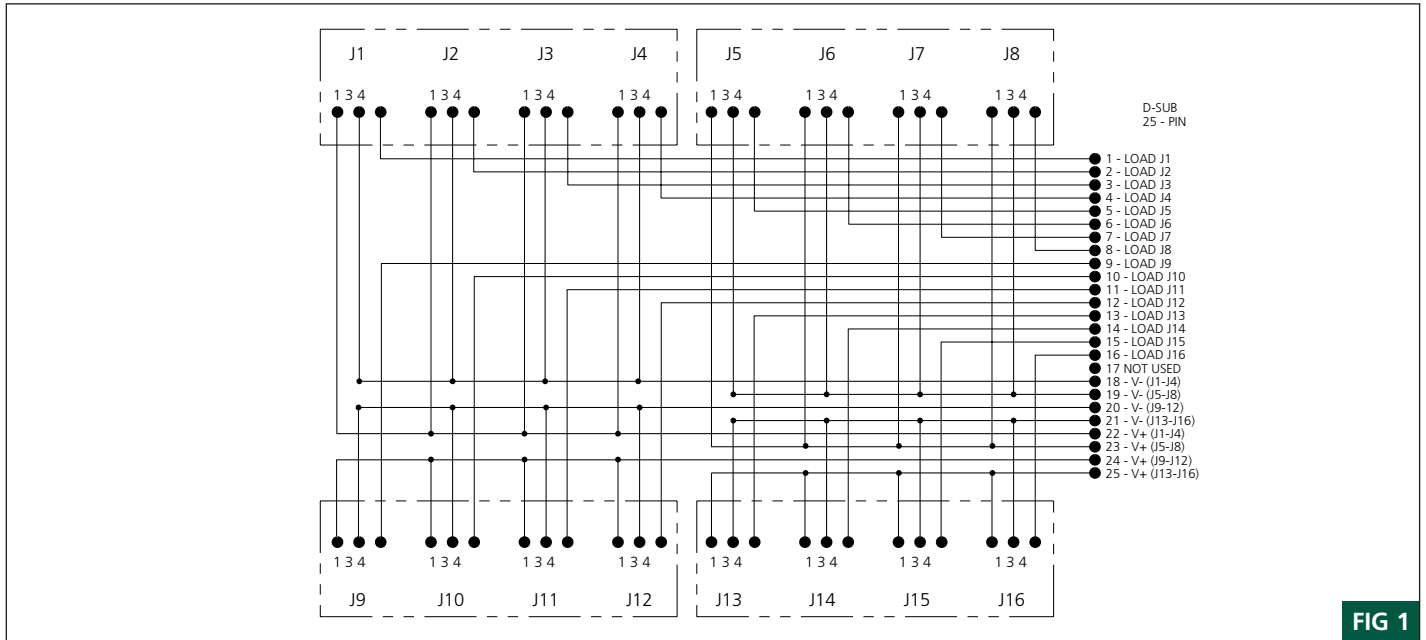 J1 J2 J3 J4 J5 J6 J7 J8
1 3 4 1 3 4 1 3 4 1 3 4 1 3 4 1 3 4 1 3 4 1 3 4
D-SUB
25 - PIN
1 - LOAD J1
2 - LOAD J2
3 - LOAD J3
4 - LOAD J4
5 - LOAD J5
6 - LOAD J6
7 - LOAD J7
8 - LOAD J8
9 - LOAD J9
10 - LOAD J10
11 - LOAD J11
12 - LOAD J12
13 - LOAD J13
14 - LOAD J14
15 - LOAD J15
16 - LOAD J16
17 NOT USED
18 - V- (J1-J4)
19 - V- (J5-J8)
20 - V- (J9-12)
21 - V- (J13-J16)
22 - V+ (J1-J4)
23 - V+ (J5-J8)
24 - V+ (J9-J12)
25 - V+ (J13-J16)
1 3 4 1 3 4 1 3 4 1 3 4 1 3 4 1 3 4 1 3 4 1 3 4
J9 J10 J11 J12 J13 J14 J15 J16
FIG 1